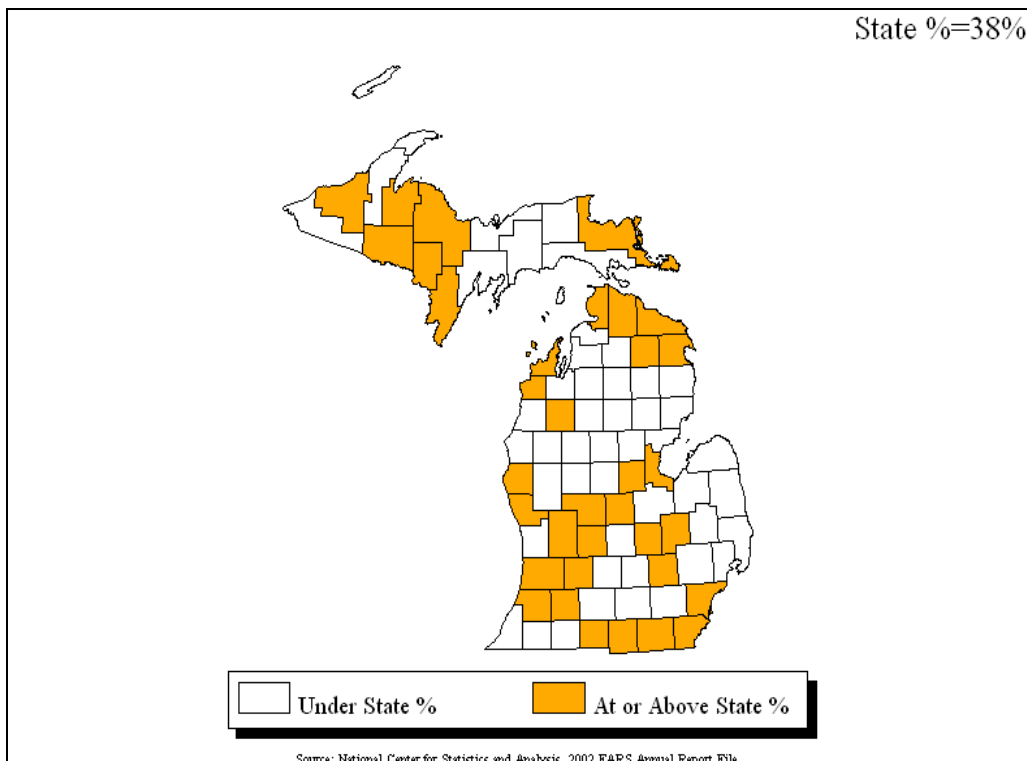 State %=38%
Under State %
At or Above State %
Source: National Center for Statistics and Analysis, 2002 FARS Annual Report File